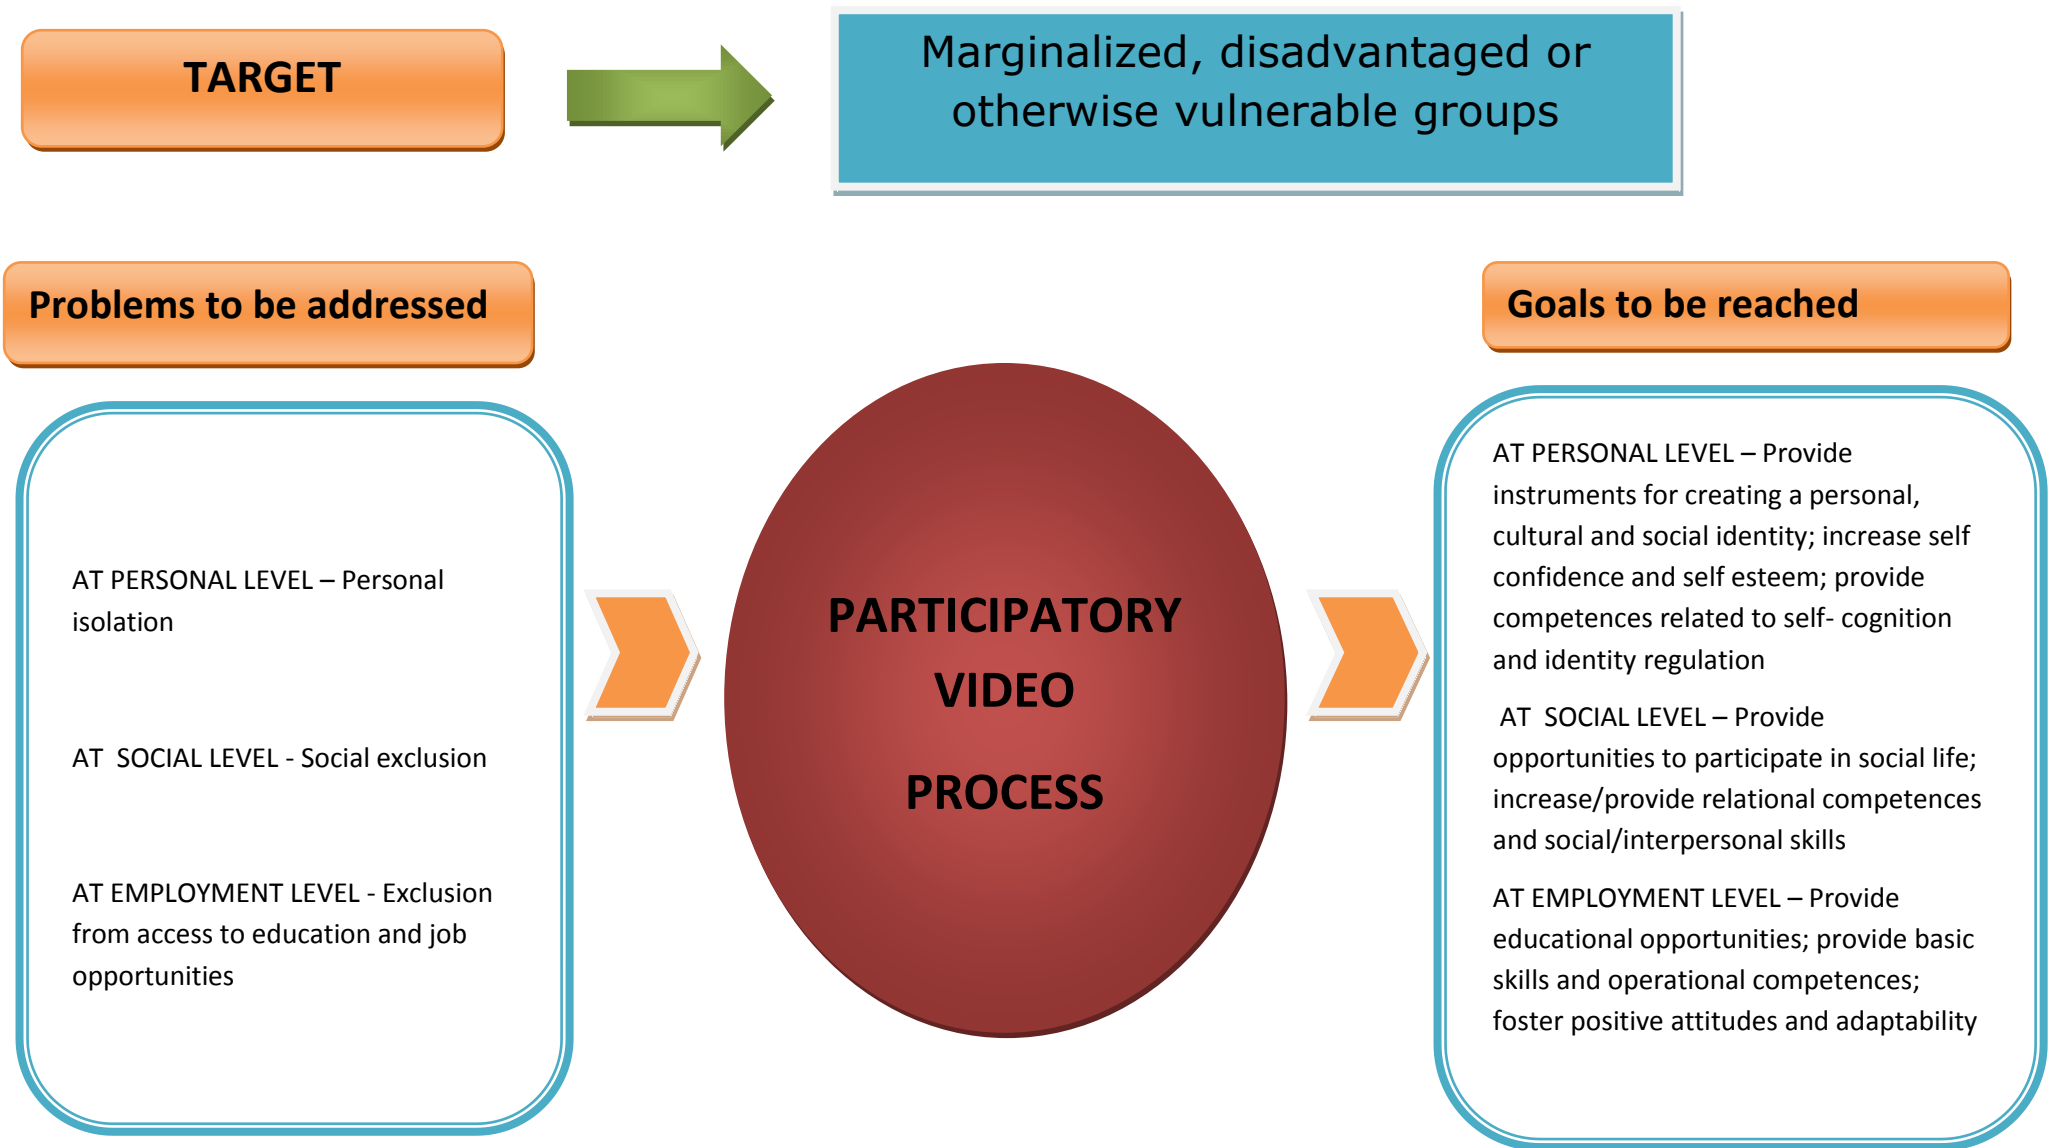 TARGET
Marginalized, disadvantaged or
otherwise vulnerable groups
Problems to be addressed
Goals to be reached
AT PERSONAL LEVEL – Personal
isolation
AT  SOCIAL LEVEL - Social exclusion
AT EMPLOYMENT LEVEL - Exclusion
from access to education and job
opportunities
PARTICIPATORY
VIDEO
PROCESS
AT PERSONAL LEVEL – Provide
instruments for creating a personal,
cultural and social identity; increase self
confidence and self esteem; provide
competences related to self- cognition
and identity regulation
AT  SOCIAL LEVEL – Provide
opportunities to participate in social life;
increase/provide relational competences
and social/interpersonal skills
AT EMPLOYMENT LEVEL – Provide
educational opportunities; provide basic
skills and operational competences;
foster positive attitudes and adaptability